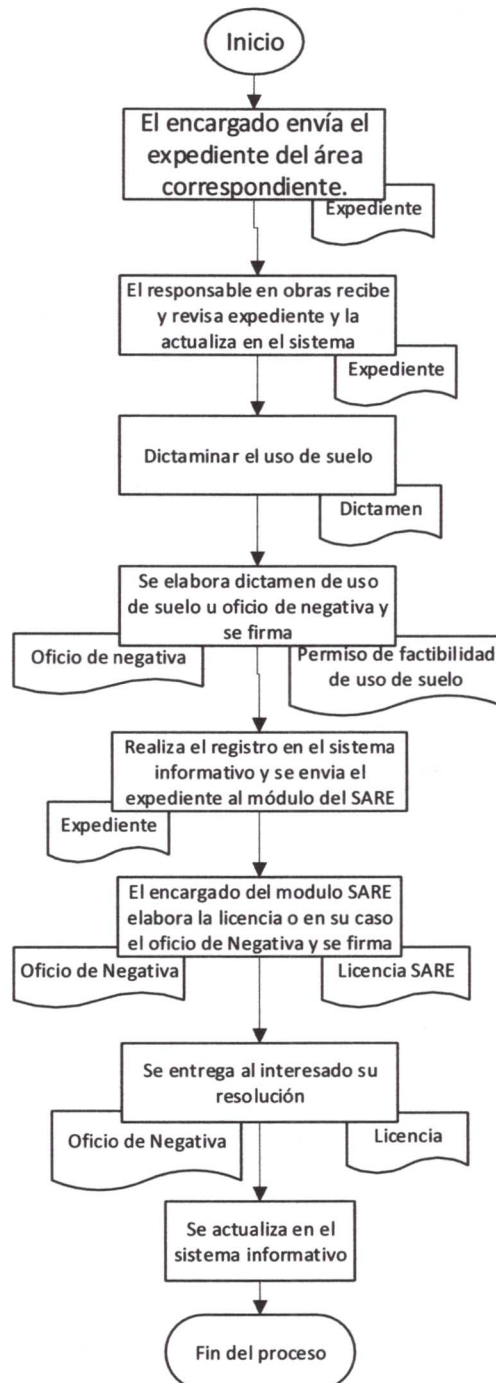 Inicio
El encargado envía el
expediente del área
correspondiente.
Expediente
El responsable en obras recibe
y revisa expediente y la
actualiza en el sistema
Expediente
Dictaminar el uso de suelo
Dictamen
Se elabora dictamen de uso
de suelo u oficio de negativa y
se firma
Oficio de negativa
Permiso de factibilidad
de uso de suelo
Realiza el registro en el sistema
informativo y se envia el
expediente al módulo del SARE
Expediente
El encargado del modulo SARE
elabora la licencia o en su caso
el oficio de Negativa y se firma
Oficio de Negativa
Licencia SARE
Se entrega al interesado su
resolución
Oficio de Negativa
Licencia
Se actualiza en el
sistema informativo
Fin del proceso